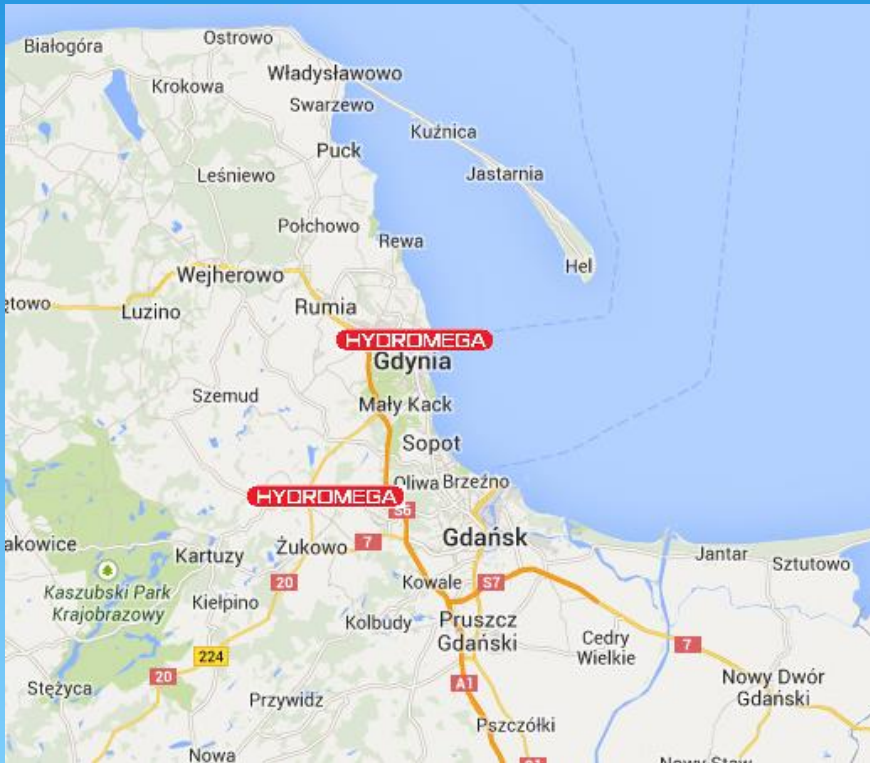 Białogóra
Ostrowo
Krokowa
Władysławowo
Swarzewo
Kuźnica
Puck
Leśniewo
Jastarnia
Połchowo
Rewa
Hel
Wejherowo
ętowo
Luzino
Rumia
HYDROMEGA
Gdynia
Szemud
Mały Kack
Sopot
Oliwa
Brzeźno
HYDROMEGA
S6
Gdańsk
akowice
Kartuzy
Żukowo
7
Jantar
Sztutowo
Kaszubski Park
Krajobrazowy
Kiełpino
20
Kowale
S7
Kolbudy
Pruszcz
Gdański
Cedry
Wielkie
7
224
20
Stężyca
Przywidz
A1
Nowy Dwór
Gdański
Pszczółki
Nowa